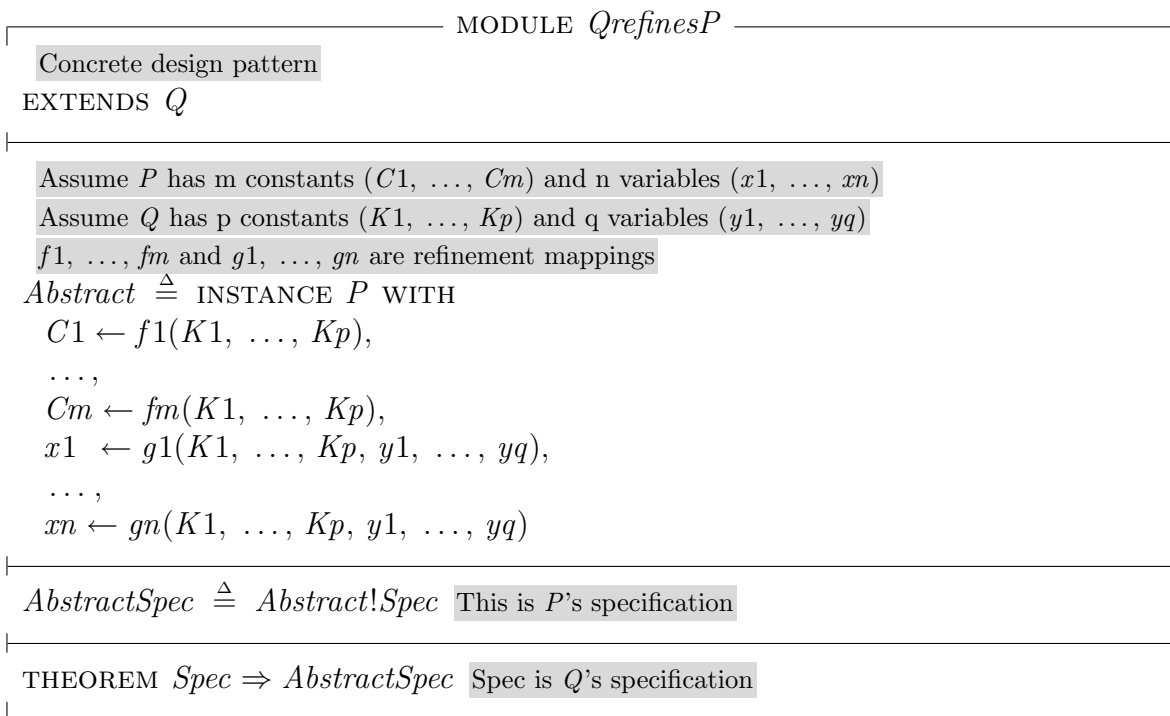 MODULE QrefinesP
Concrete design pattern
EXTENDS Q
Assume P has m constants (C1, ..., Cm) and n variables (x1, ..., xn)
Assume Q has p constants (K1, ..., Kp) and q variables (y1, ..., yq)
f1, ..., fm and g1, ..., gn are refinement mappings
Abstract ≜ INSTANCE P WITH
C1 ← f1(K1, ..., Kp),
...,
Cm ← fm(K1, ..., Kp),
x1 ← g1(K1, ..., Kp, y1, ..., yq),
...,
xn ← gn(K1, ..., Kp, y1, ..., yq)
AbstractSpec ≜ Abstract!Spec This is P's specification
THEOREM Spec ⇒ AbstractSpec Spec is Q's specification